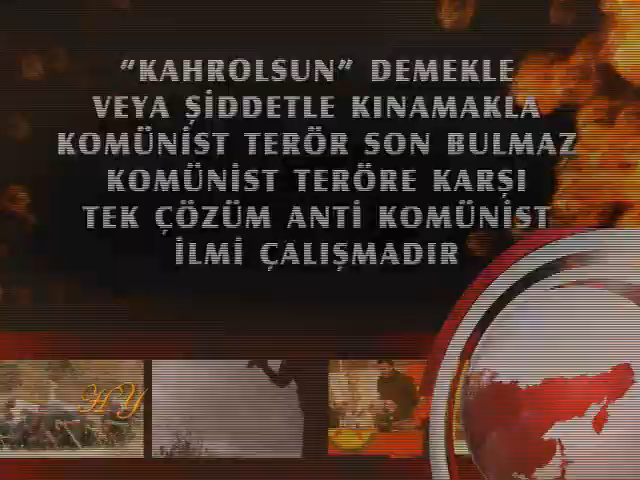 “KAHROLSUN” DEMEKLE
VEYA ŞİDDETLE KINAMAKLA
KOMÜNİST TERÖR SON BULMAZ
KOMÜNİST TERÖRE KARŞI
TEK ÇÖZÜM ANTİ KOMÜNİST
İLMİ ÇALIŞMADIR
HY